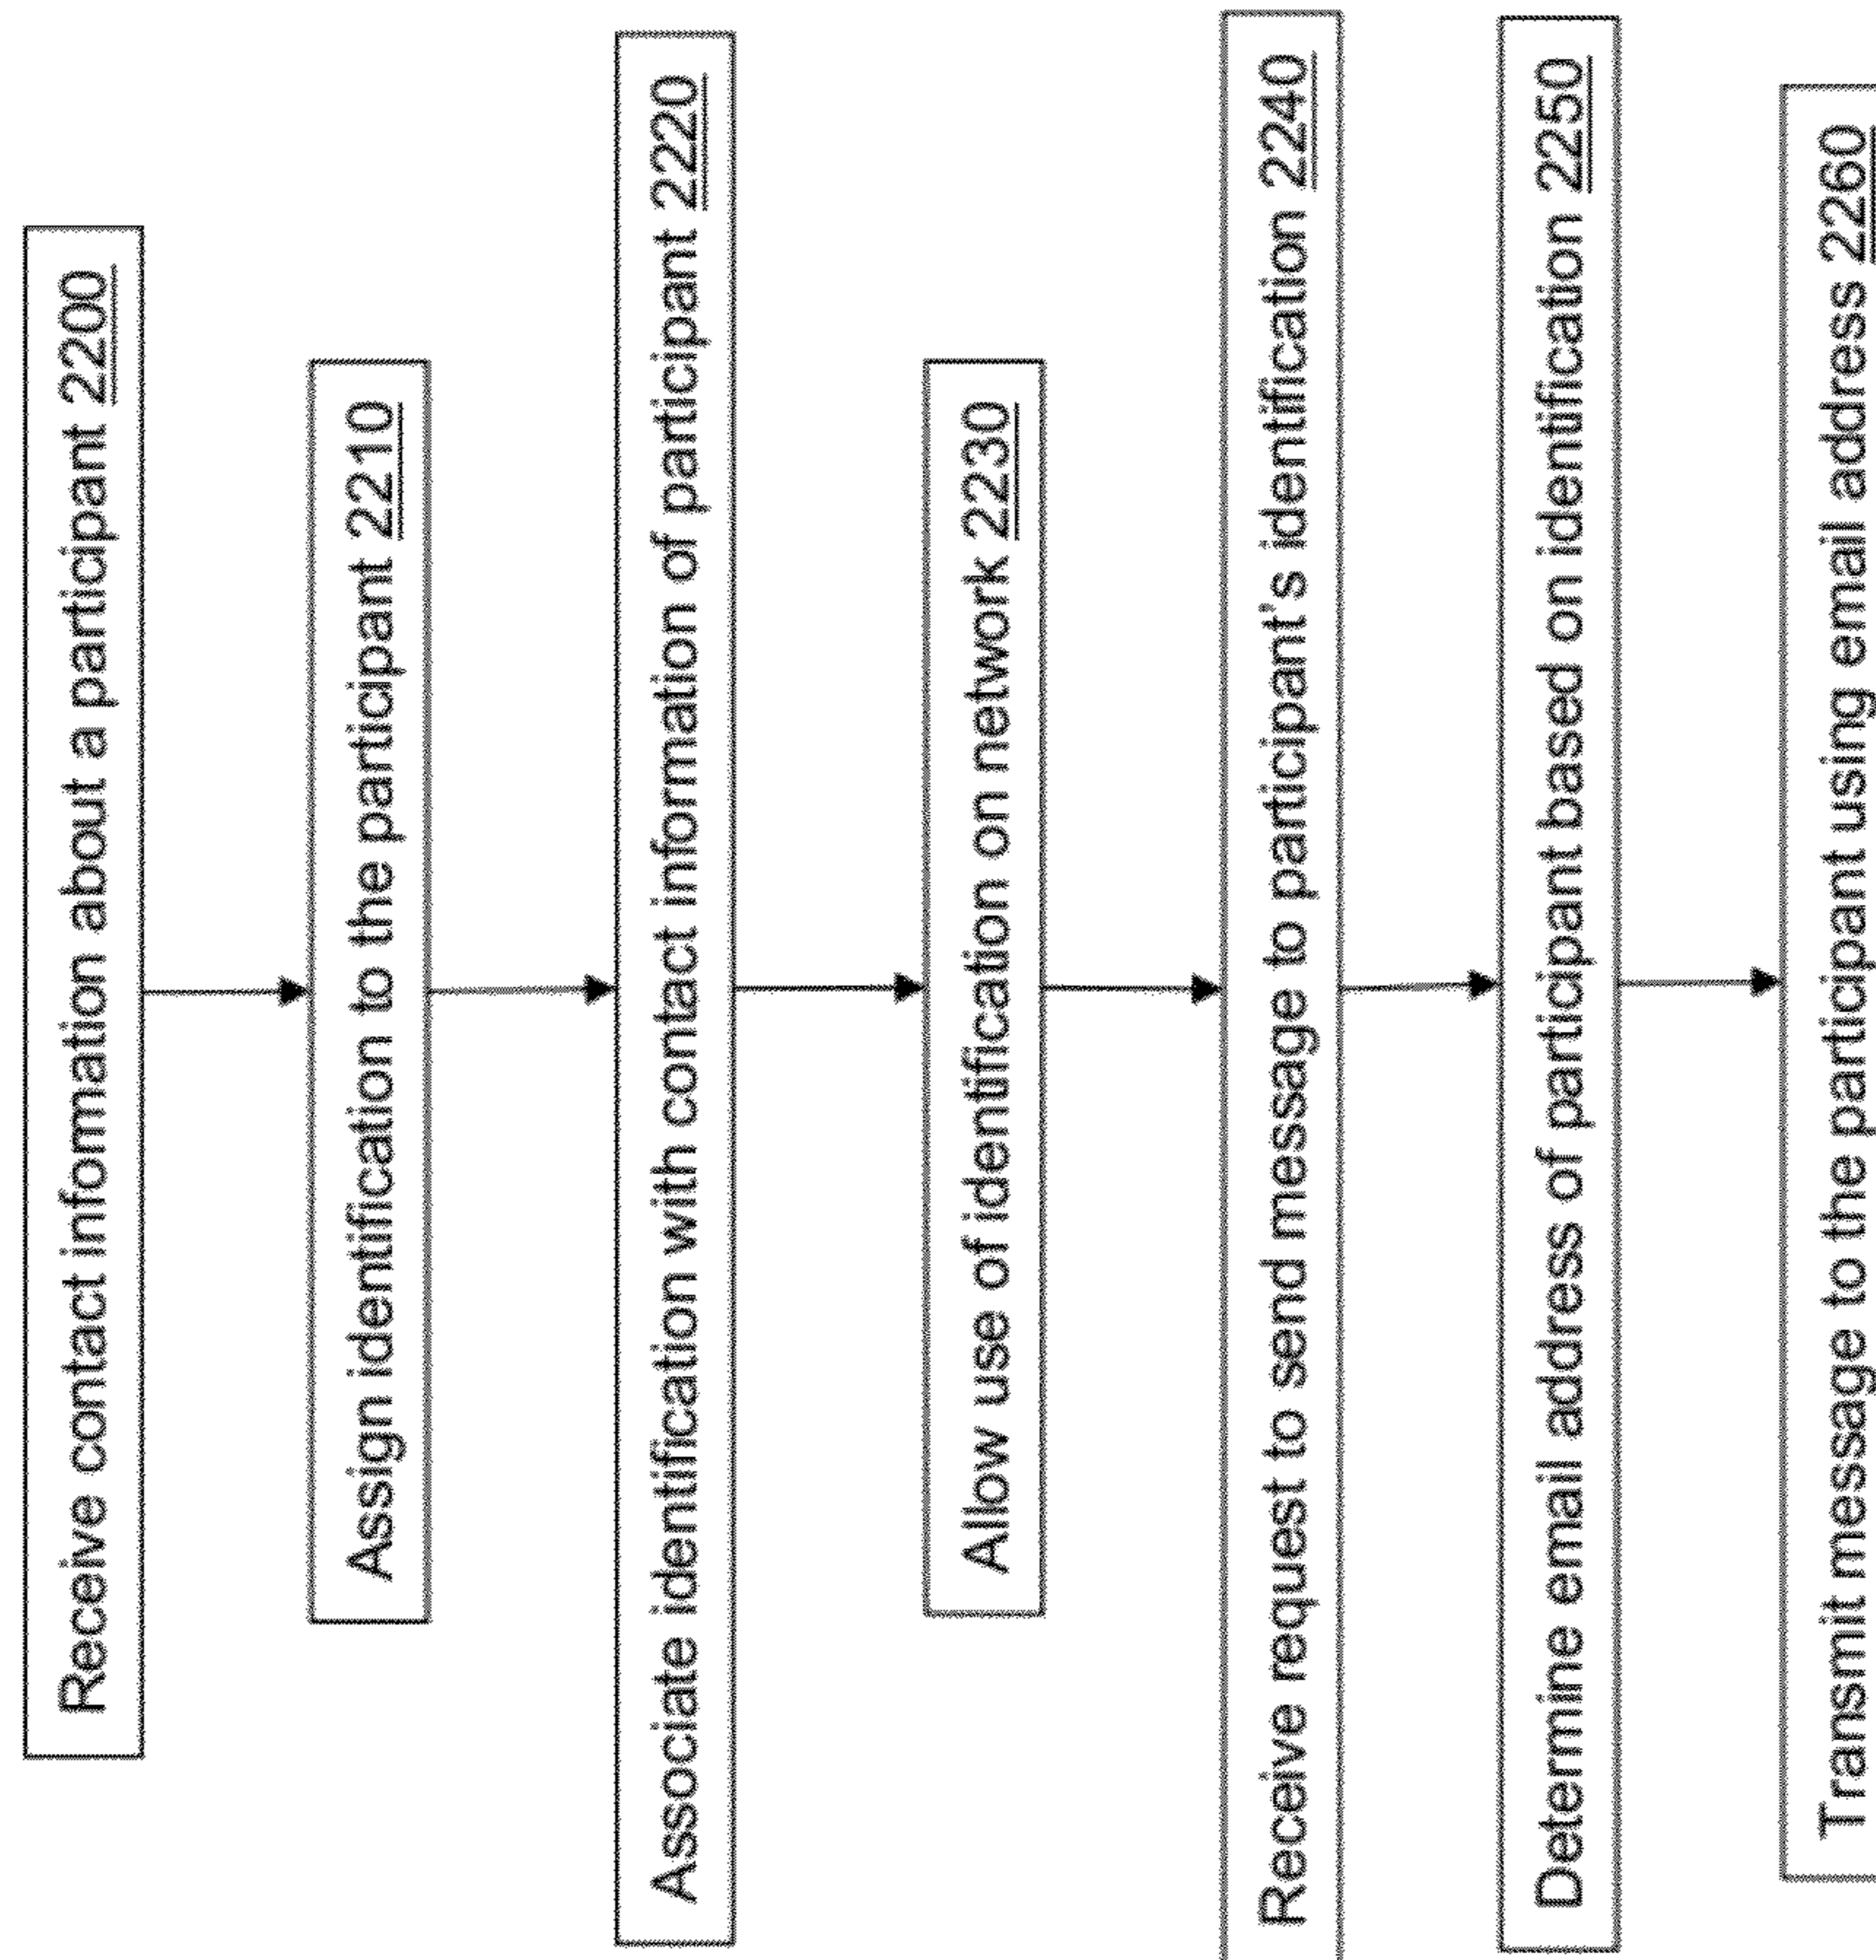 Receive contact information about a participant 2200
Assign identification to the participant 2210
Associate identification with contact information of participant 2220
Allow use of identification on network 2230
Receive request to send message to participant's identification 2240
Determine email address of participant based on identification 2250
Transmit message to the participant using email address 2260